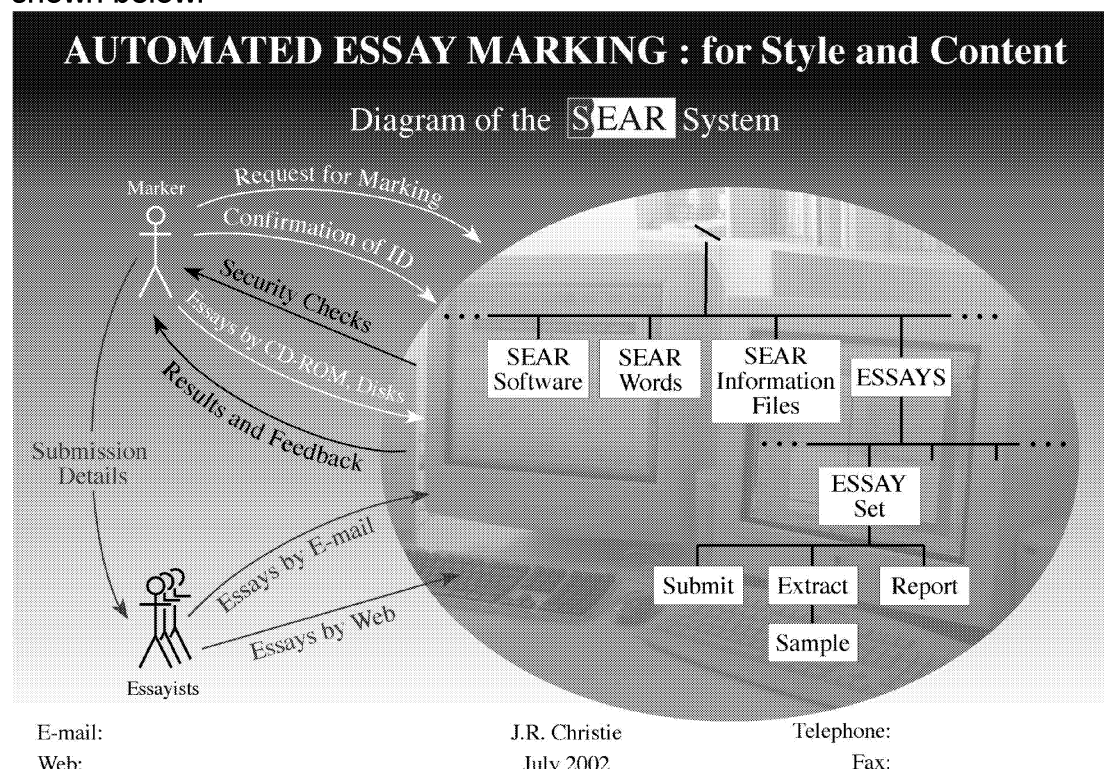 shown below.
AUTOMATED ESSAY MARKING : for Style and Content
Diagram of the SEAR System
Marker
Request for Marking
Confirmation of ID
Security Checks
Essays by CD-ROM, Disks
Results and Feedback
Submission
Details
Essays by E-mail
Essays by Web
Essayists
SEAR
Software
SEAR
Words
SEAR
Information
Files
ESSAYS
ESSAY
Set
Submit
Extract
Report
Sample
E-mail:
J.R. Christie
Telephone:
Web:
July 2002
Fax: